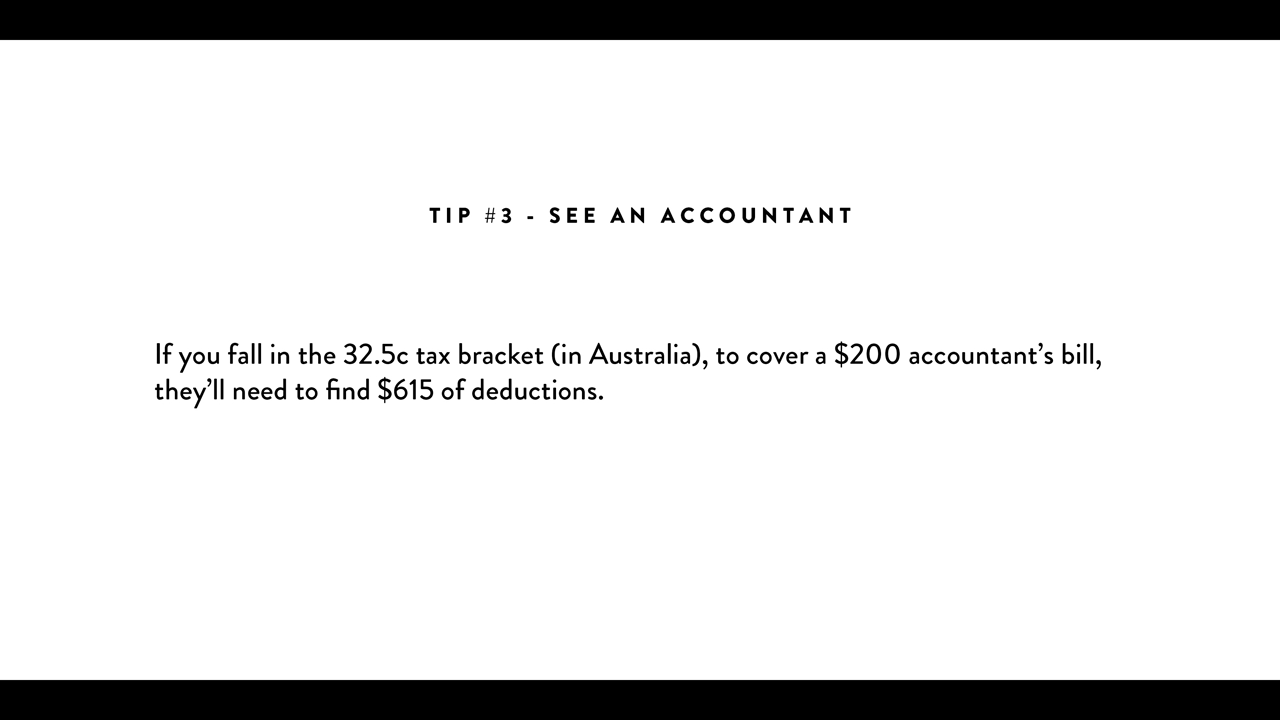 TIP #3 - SEE AN ACCOUNTANT
If you fall in the 32.5c tax bracket (in Australia), to cover a $200 accountant’s bill,
they’ll need to find $615 of deductions.